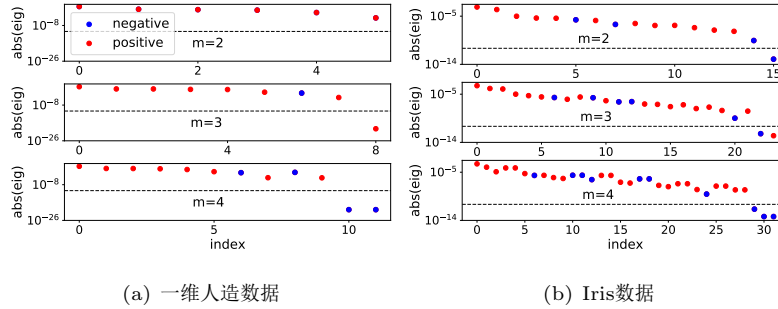 abs(eig)
10⁻⁸
10⁻²⁶
negative
positive
m=2
0 2 4
abs(eig)
10⁻⁸
10⁻²⁶
m=3
0 4 8
abs(eig)
10⁻⁸
10⁻²⁶
m=4
0 5 10
index
(a) 一维人造数据
abs(eig)
10⁻⁵
10⁻¹⁴
m=2
0 5 10 15
abs(eig)
10⁻⁵
10⁻¹⁴
m=3
0 10 20
abs(eig)
10⁻⁵
10⁻¹⁴
m=4
0 5 10 15 20 25 30
index
(b) Iris数据